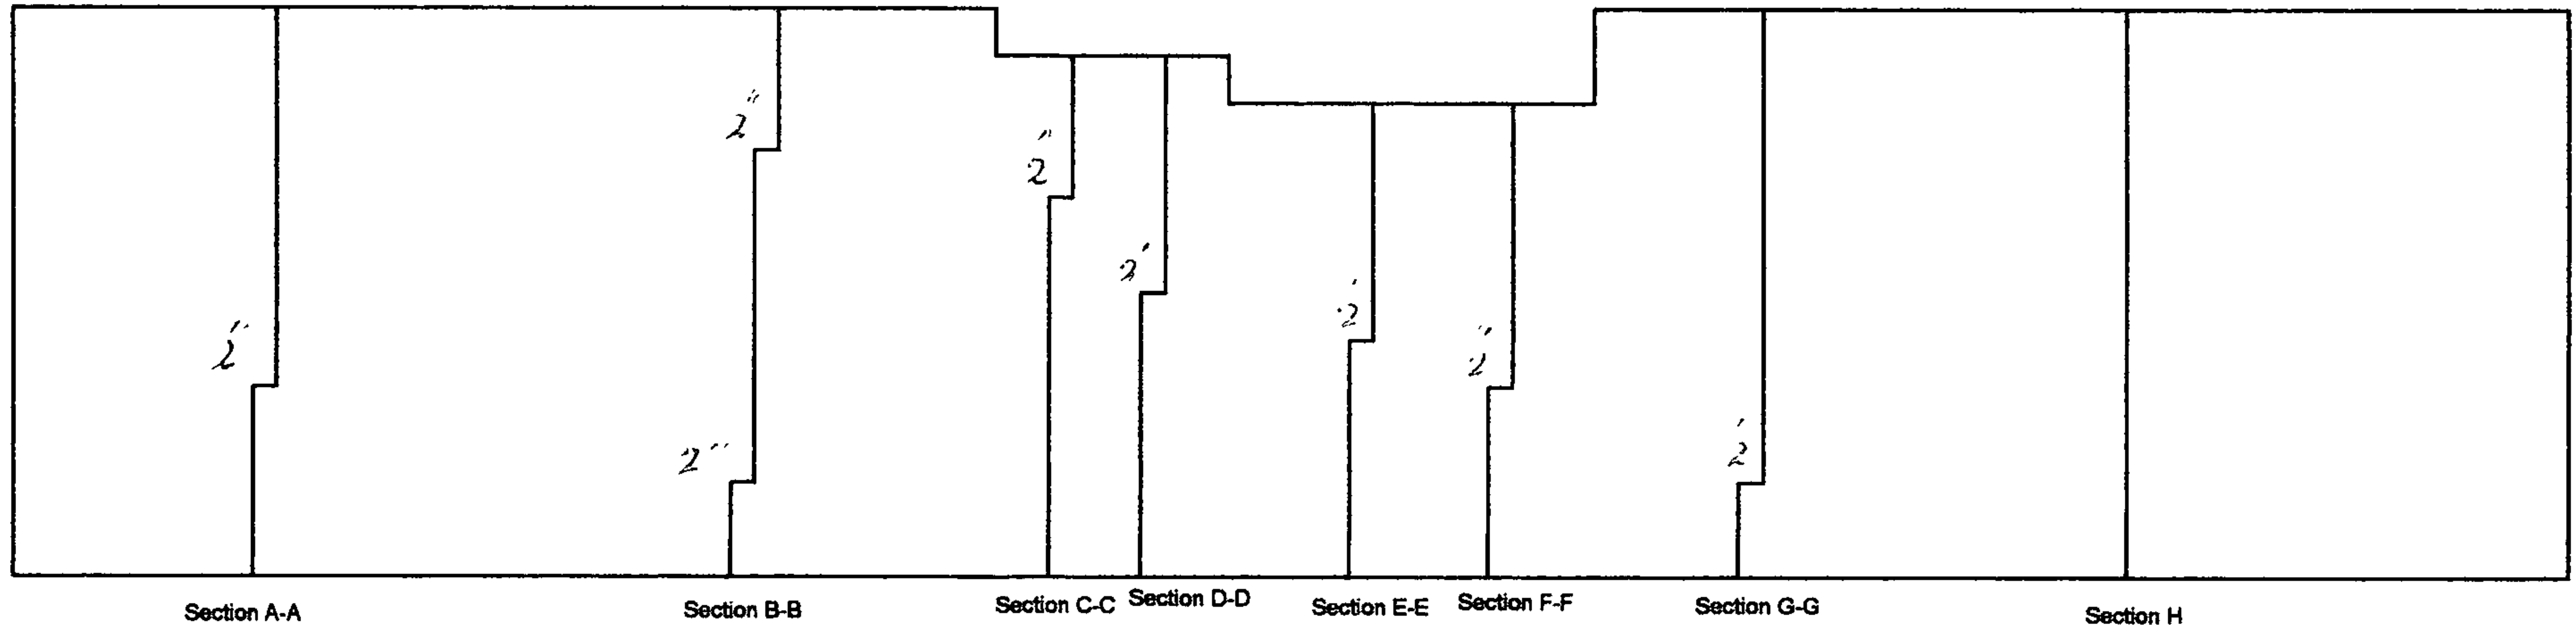 2"
2"
2"
2'
2'
2"
2"
2"
2'
Section A-A
Section B-B
Section C-C
Section D-D
Section E-E
Section F-F
Section G-G
Section H